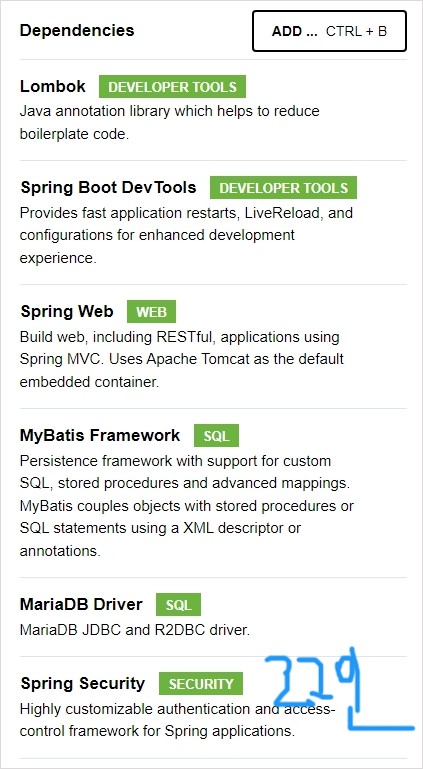 Dependencies
ADD ... CTRL + B
Lombok DEVELOPER TOOLS
Java annotation library which helps to reduce
boilerplate code.
Spring Boot DevTools DEVELOPER TOOLS
Provides fast application restarts, LiveReload, and
configurations for enhanced development
experience.
Spring Web WEB
Build web, including RESTful, applications using
Spring MVC. Uses Apache Tomcat as the default
embedded container.
MyBatis Framework SQL
Persistence framework with support for custom
SQL, stored procedures and advanced mappings.
MyBatis couples objects with stored procedures or
SQL statements using a XML descriptor or
annotations.
MariaDB Driver SQL
MariaDB JDBC and R2DBC driver.
Spring Security SECURITY
Highly customizable authentication and access-
control framework for Spring applications.